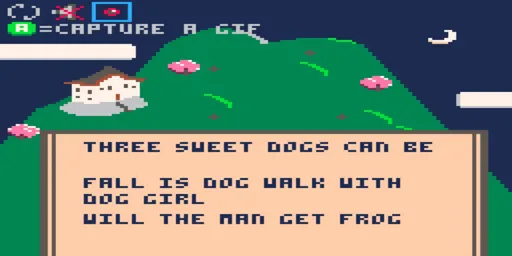 A=CAPTURE A GIF
THREE SWEET DOGS CAN BE
FALL IS DOG WALK WITH
DOG GIRL
WILL THE MAN GET FROG